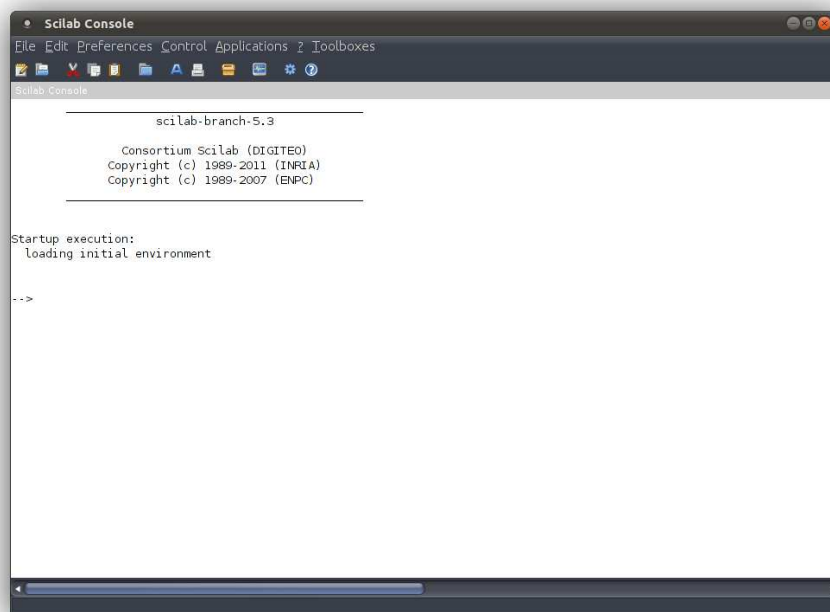 Scilab Console
File Edit Preferences Control Applications ? Toolboxes
Scilab Console
scilab-branch-5.3
Consortium Scilab (DIGITEO)
Copyright (c) 1989-2011 (INRIA)
Copyright (c) 1989-2007 (ENPC)
Startup execution:
loading initial environment
-->